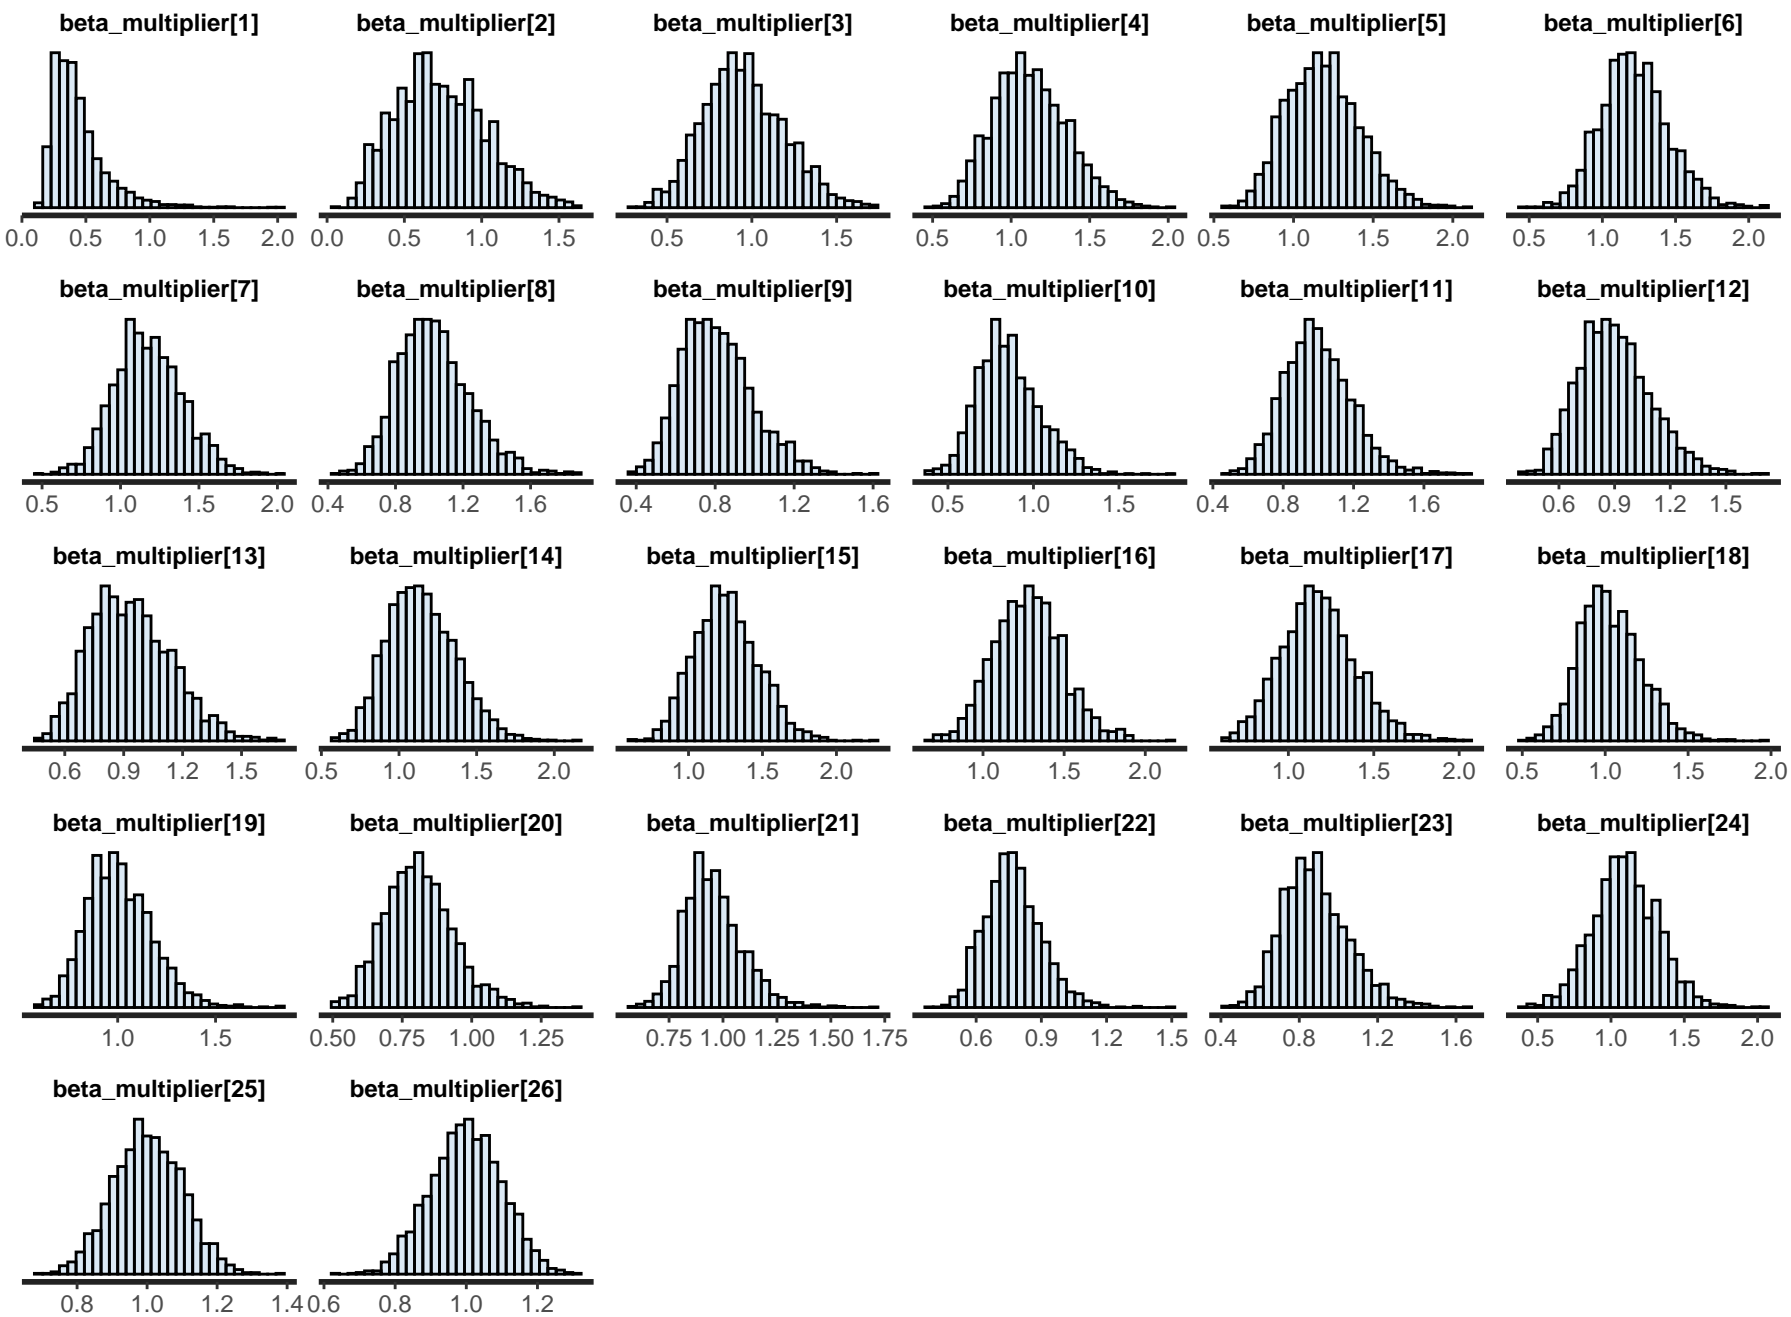 beta_multiplier[1] beta_multiplier[2] beta_multiplier[3] beta_multiplier[4] beta_multiplier[5] beta_multiplier[6]
0.0 0.5 1.0 1.5 2.0 0.0 0.5 1.0 1.5 0.5 1.0 1.5 0.5 1.0 1.5 2.0 0.5 1.0 1.5 2.0 0.5 1.0 1.5 2.0
beta_multiplier[7] beta_multiplier[8] beta_multiplier[9] beta_multiplier[10] beta_multiplier[11] beta_multiplier[12]
0.5 1.0 1.5 2.0 0.4 0.8 1.2 1.6 0.4 0.8 1.2 1.6 0.5 1.0 1.5 0.4 0.8 1.2 1.6 0.6 0.9 1.2 1.5
beta_multiplier[13] beta_multiplier[14] beta_multiplier[15] beta_multiplier[16] beta_multiplier[17] beta_multiplier[18]
0.6 0.9 1.2 1.5 0.5 1.0 1.5 2.0 1.0 1.5 2.0 1.0 1.5 2.0 1.0 1.5 2.0 0.5 1.0 1.5 2.0
beta_multiplier[19] beta_multiplier[20] beta_multiplier[21] beta_multiplier[22] beta_multiplier[23] beta_multiplier[24]
1.0 1.5 0.50 0.75 1.00 1.25 0.75 1.00 1.25 1.50 1.75 0.6 0.9 1.2 1.5 0.4 0.8 1.2 1.6 0.5 1.0 1.5 2.0
beta_multiplier[25] beta_multiplier[26]
0.8 1.0 1.2 1.4 0.6 0.8 1.0 1.2